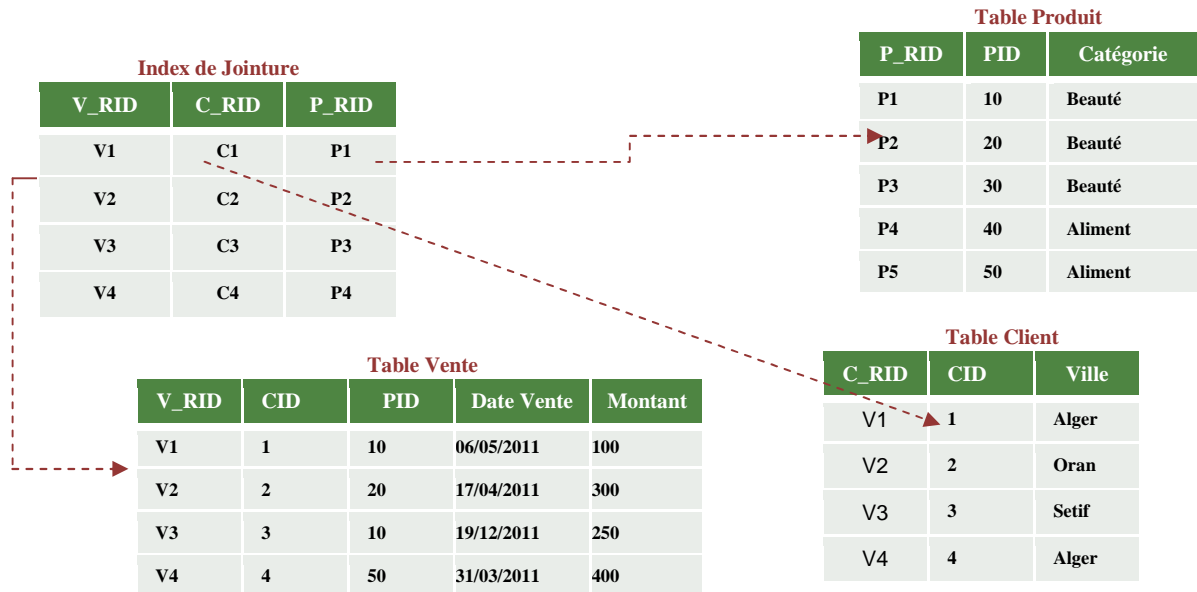 Index de Jointure
V_RID C_RID P_RID
V1 C1 P1
V2 C2 P2
V3 C3 P3
V4 C4 P4
Table Produit
P_RID PID Catégorie
P1 10 Beauté
P2 20 Beauté
P3 30 Beauté
P4 40 Aliment
P5 50 Aliment
Table Vente
V_RID CID PID Date Vente Montant
V1 1 10 06/05/2011 100
V2 2 20 17/04/2011 300
V3 3 10 19/12/2011 250
V4 4 50 31/03/2011 400
Table Client
C_RID CID Ville
V1 1 Alger
V2 2 Oran
V3 3 Setif
V4 4 Alger